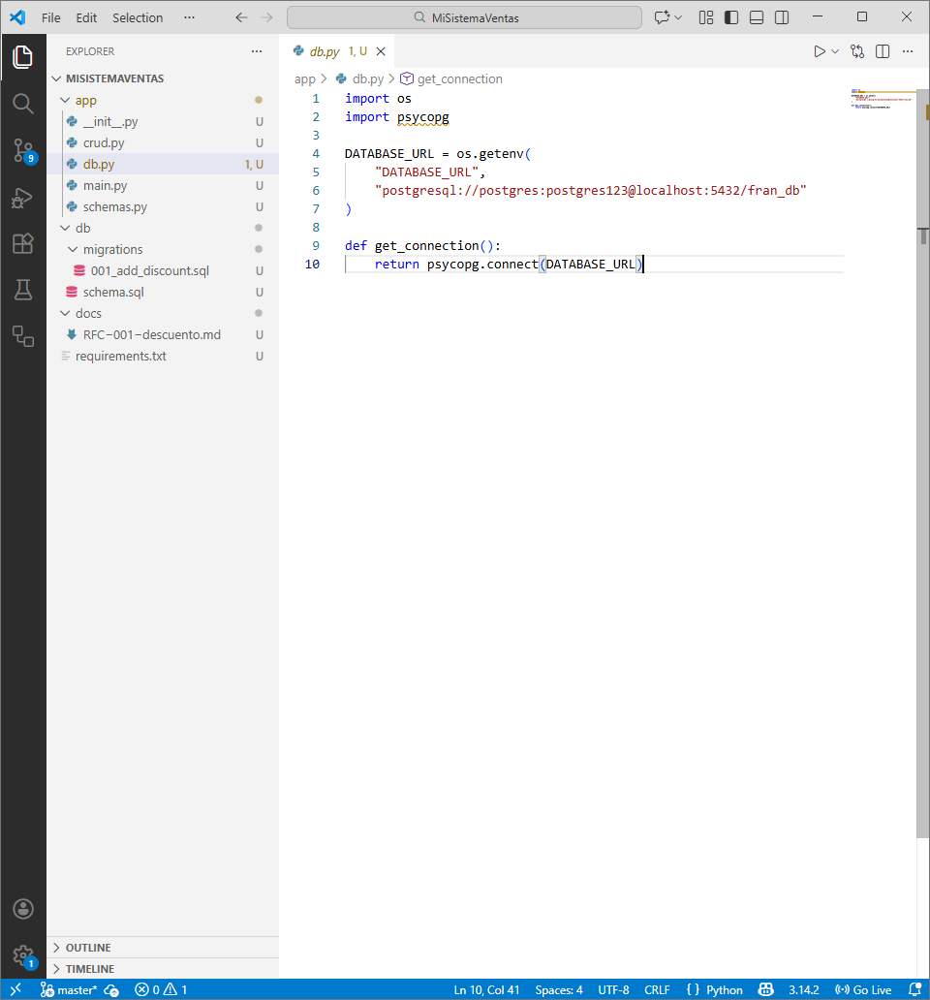 File Edit Selection ··· MiSistemaVentas
EXPLORER ···
MISISTEMAVENTAS
app
__init__.py U
crud.py U
db.py 1, U
main.py U
schemas.py U
db
migrations
001_add_discount.sql U
schema.sql U
docs
RFC-001-descuento.md U
requirements.txt U
OUTLINE
TIMELINE
9
1
db.py 1, U
app > db.py > get_connection
1 import os
2 import psycopg
3
4 DATABASE_URL = os.getenv(
5 "DATABASE_URL",
6 "postgresql://postgres:postgres123@localhost:5432/fran_db"
7 )
8
9 def get_connection():
10 return psycopg.connect(DATABASE_URL)
master* 0 1 Ln 10, Col 41 Spaces: 4 UTF-8 CRLF { } Python 3.14.2 Go Live